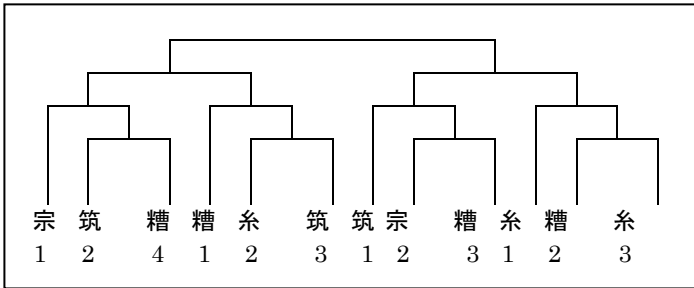 宗 筑 糟 糟 糸 筑 筑 宗 糟 糸 糟 糸
1 2 4 1 2 3 1 2 3 1 2 3